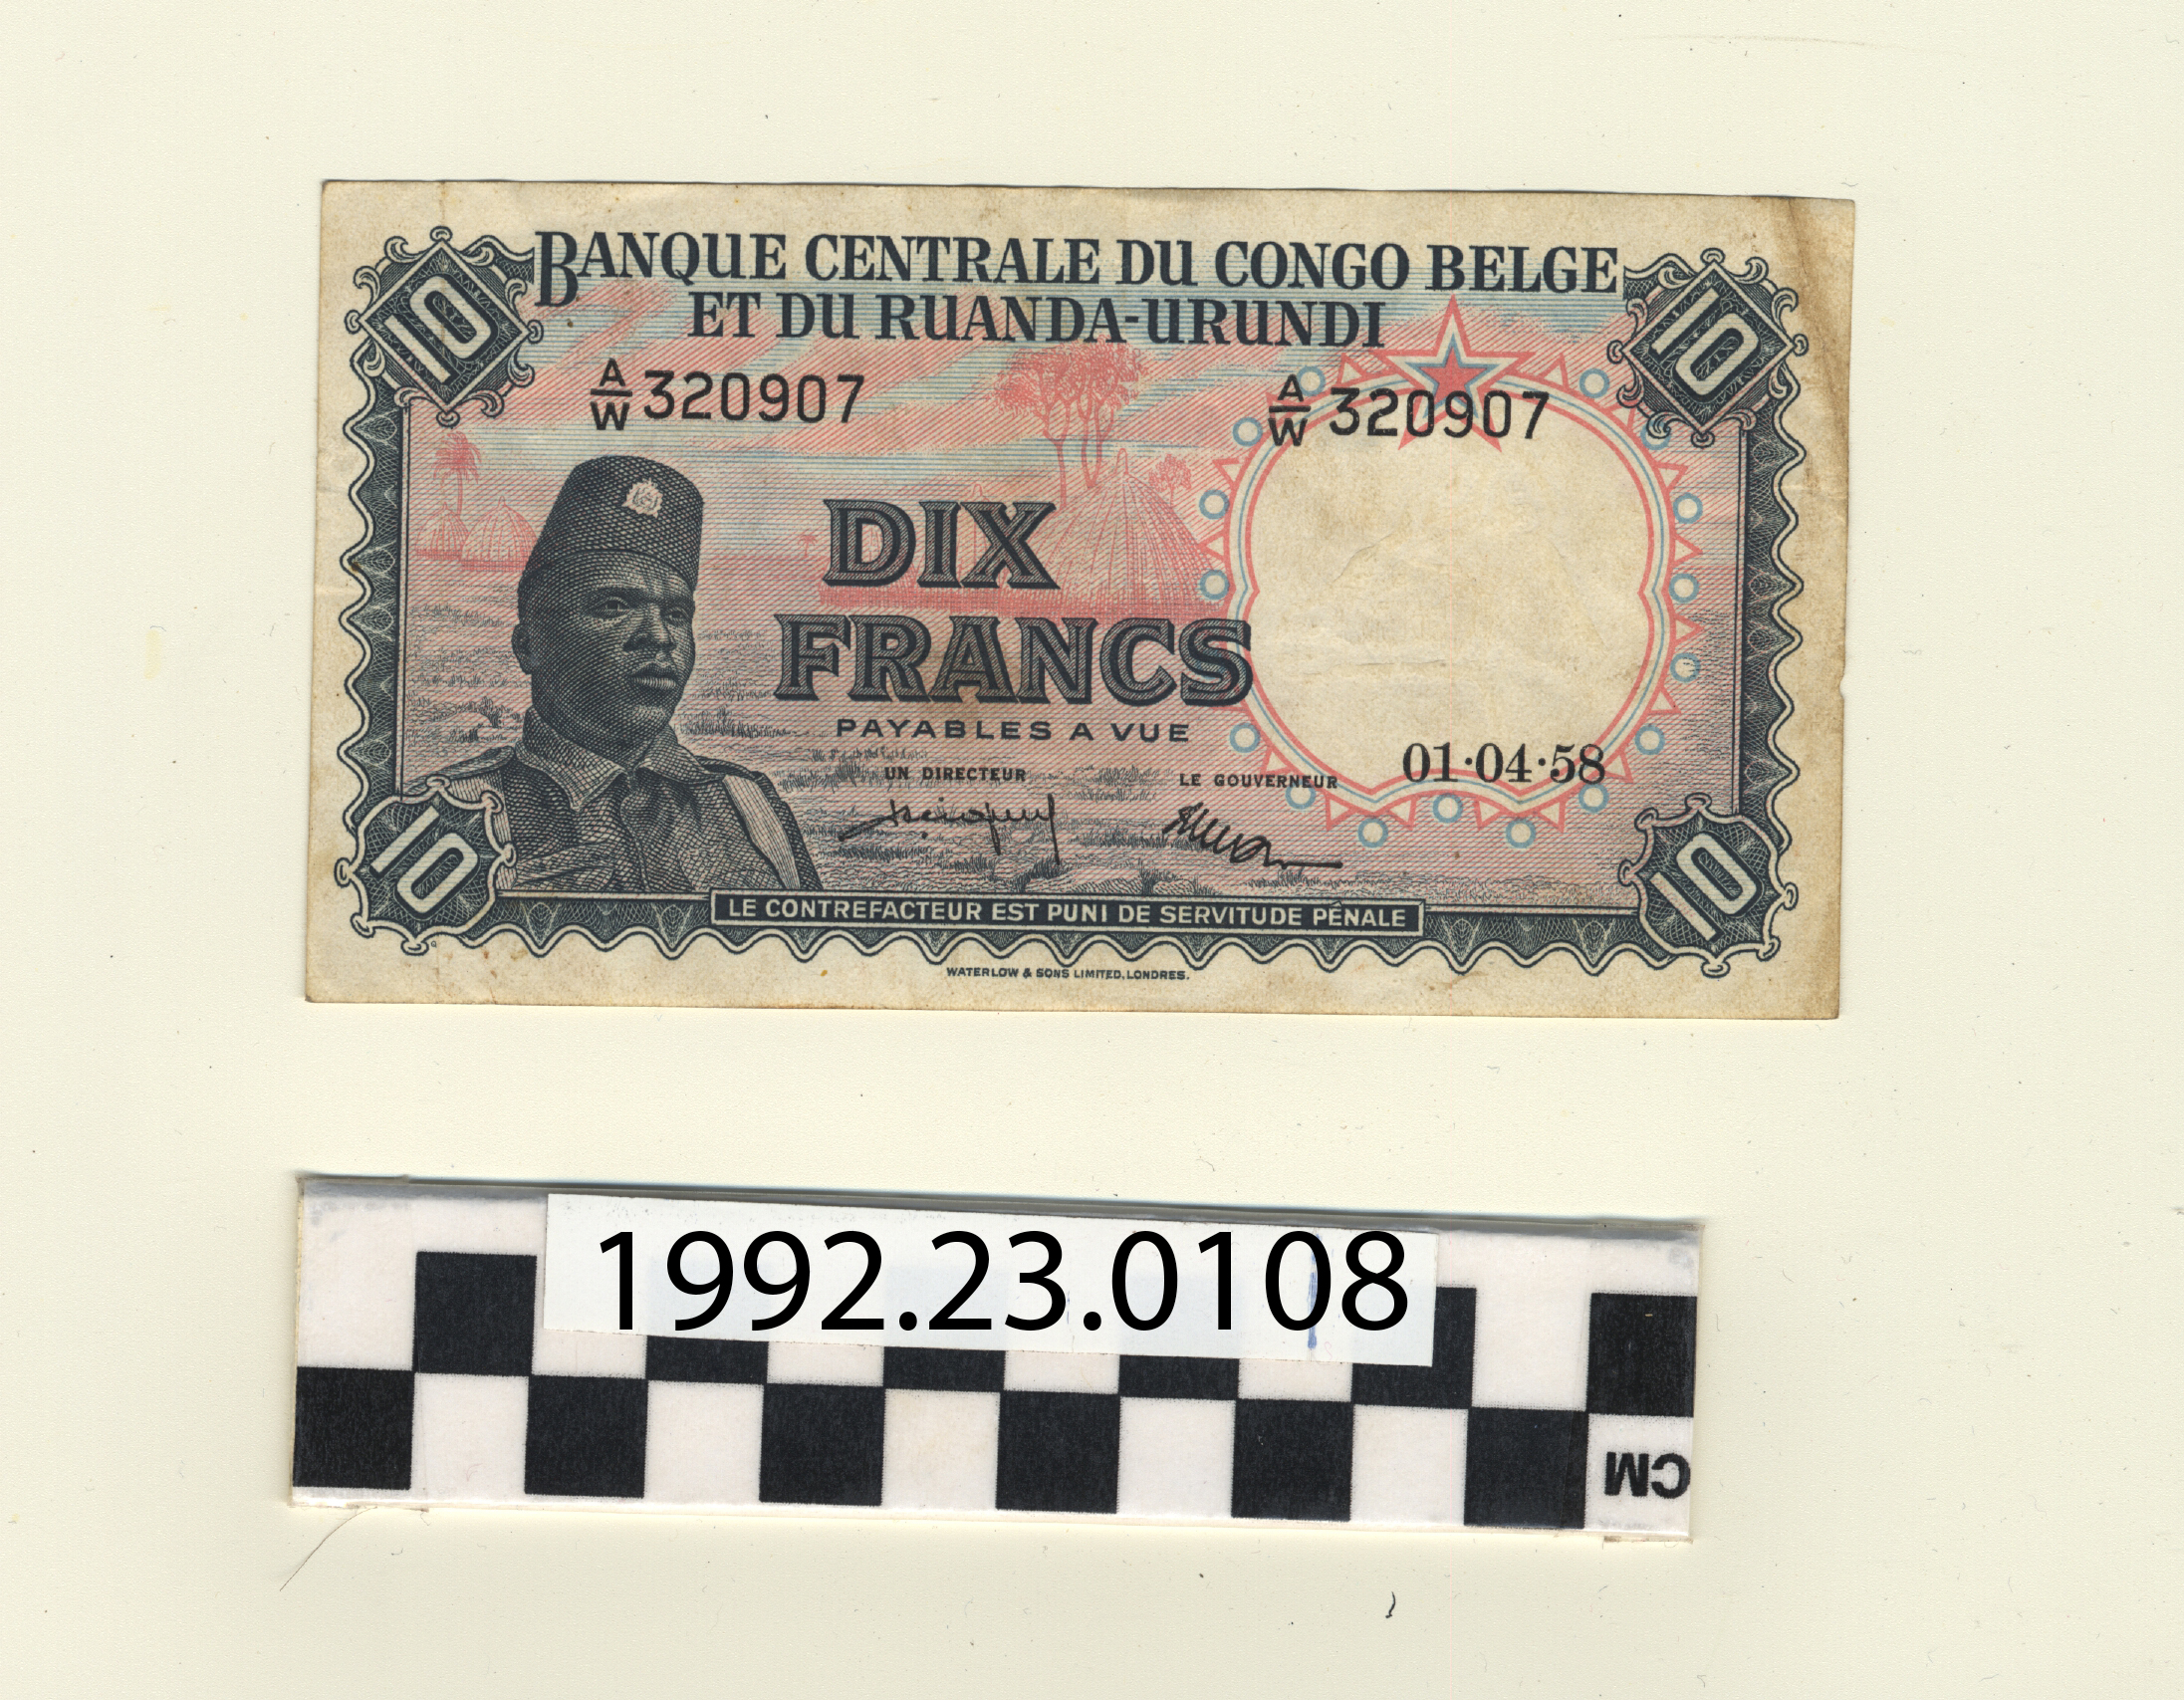 BANQUE CENTRALE DU CONGO BELGE
ET DU RUANDA-URUNDI
10
10
A/W 320907
A/W 320907
DIX
FRANCS
PAYABLES A VUE
UN DIRECTEUR
LE GOUVERNEUR
01·04·58
10
10
LE CONTREFACTEUR EST PUNI DE SERVITUDE PÉNALE
WATERLOW & SONS LIMITED, LONDRES.
1992.23.0108
CM